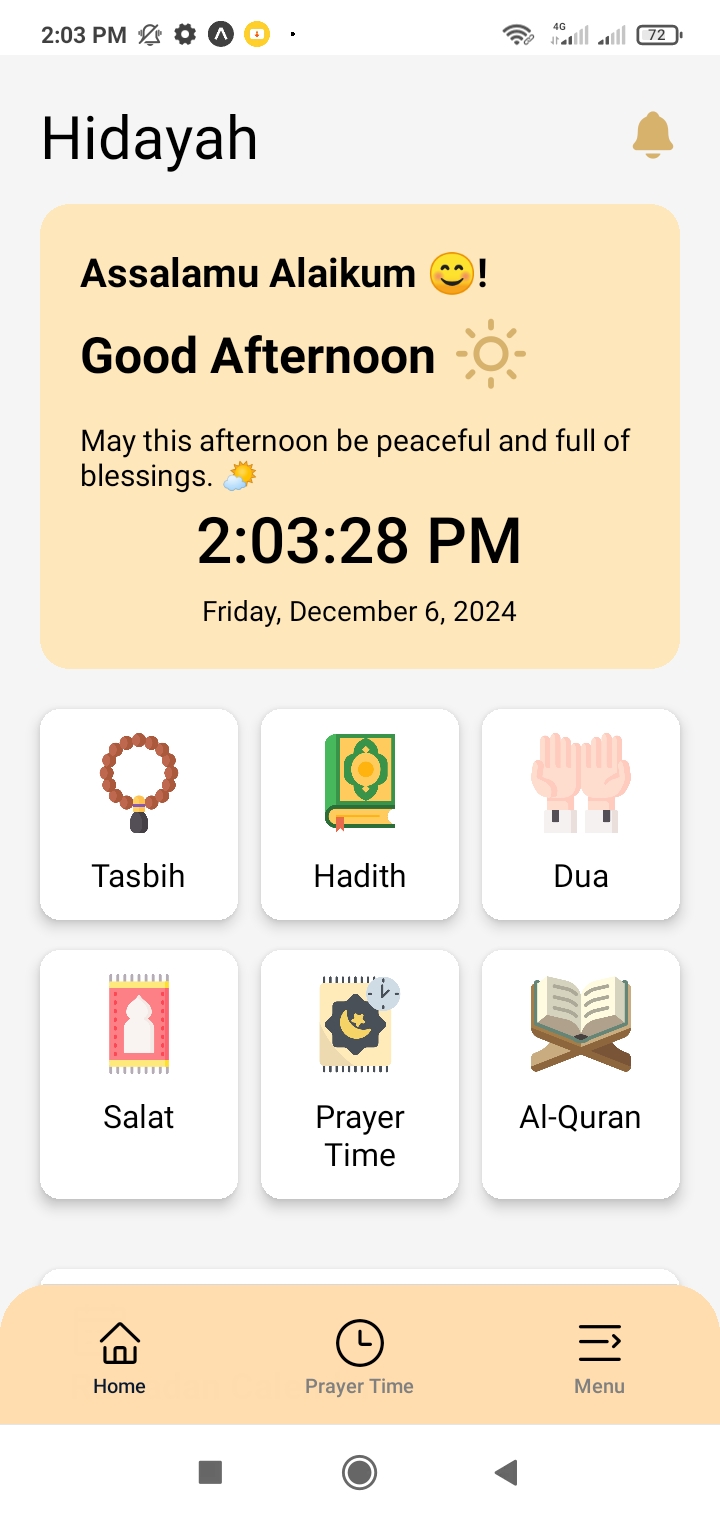 2:03 PM
4G
72
Hidayah
Assalamu Alaikum 😊!
Good Afternoon
May this afternoon be peaceful and full of
blessings. 🌤️
2:03:28 PM
Friday, December 6, 2024
Tasbih
Hadith
Dua
Salat
Prayer
Time
Al-Quran
Home
Prayer Time
Menu